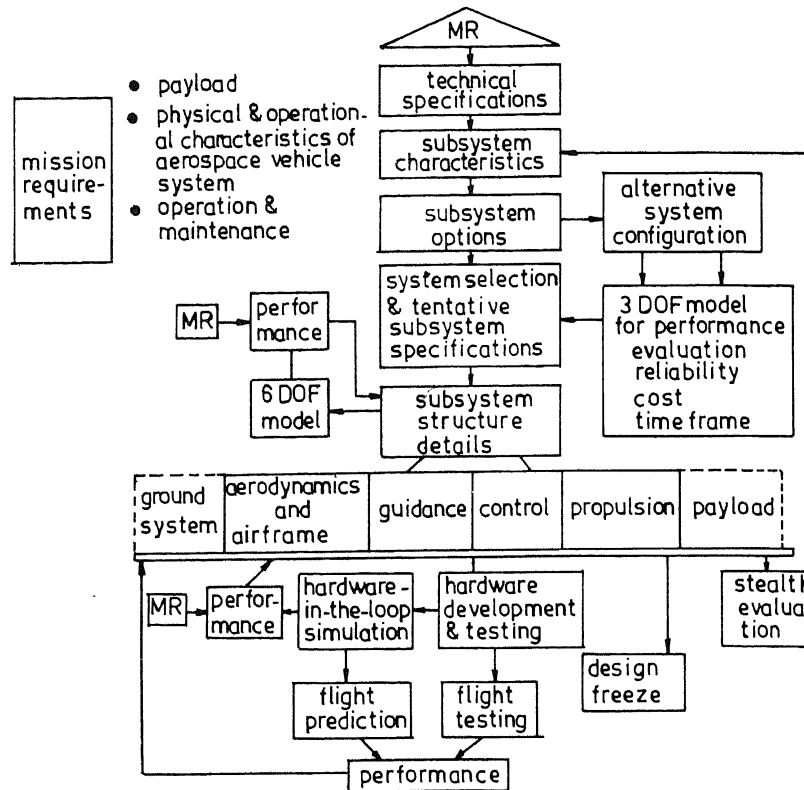 MR
technical
specifications
subsystem
characteristics
subsystem
options
alternative
system
configuration
mission
require-
ments
• payload
• physical & operation-
al characteristics of
aerospace vehicle
system
• operation &
maintenance
system selection
& tentative
subsystem
specifications
3 DOF model
for performance
evaluation
reliability
cost
time frame
MR
perfor
mance
6 DOF
model
subsystem
structure
details
ground
system
aerodynamics
and
airframe
guidance
control
propulsion
payload
MR
perfor-
mance
hardware-
in-the-loop
simulation
hardware
development
& testing
stealth
evalua
tion
design
freeze
flight
prediction
flight
testing
performance